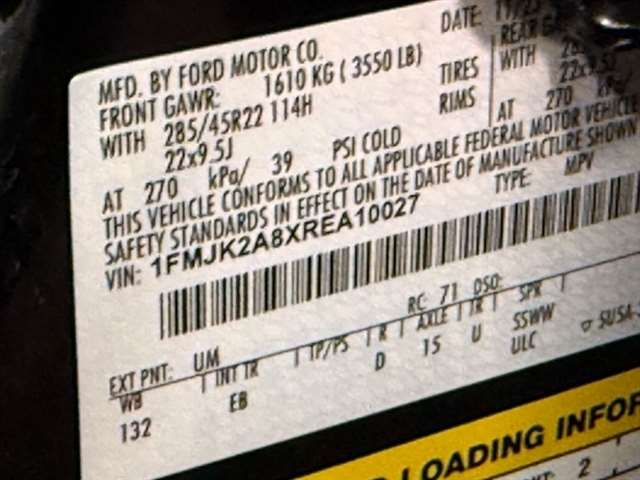 MFD. BY FORD MOTOR CO.
DATE:
FRONT GAWR: 1610 KG ( 3550 LB)
REAR
WITH 285/45R22 114H TIRES WITH
22x9.5J RIMS 22x9.5J
AT 270 kPa/ 39 PSI COLD AT 270
THIS VEHICLE CONFORMS TO ALL APPLICABLE FEDERAL MOTOR VEHICLE
SAFETY STANDARDS IN EFFECT ON THE DATE OF MANUFACTURE SHOWN
VIN: 1FMJK2A8XREA10027 TYPE: MPV
EXT PNT: UM RC: 71 DSO:
WB INT TR TP/PS R AXLE TR SPR
132 EB D 15 U SSWW
ULC
LOADING INFOR
2